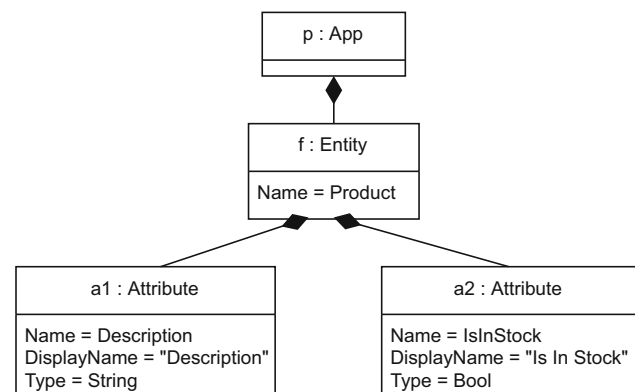 p : App
f : Entity
Name = Product
a1 : Attribute
Name = Description
DisplayName = "Description"
Type = String
a2 : Attribute
Name = IsInStock
DisplayName = "Is In Stock"
Type = Bool